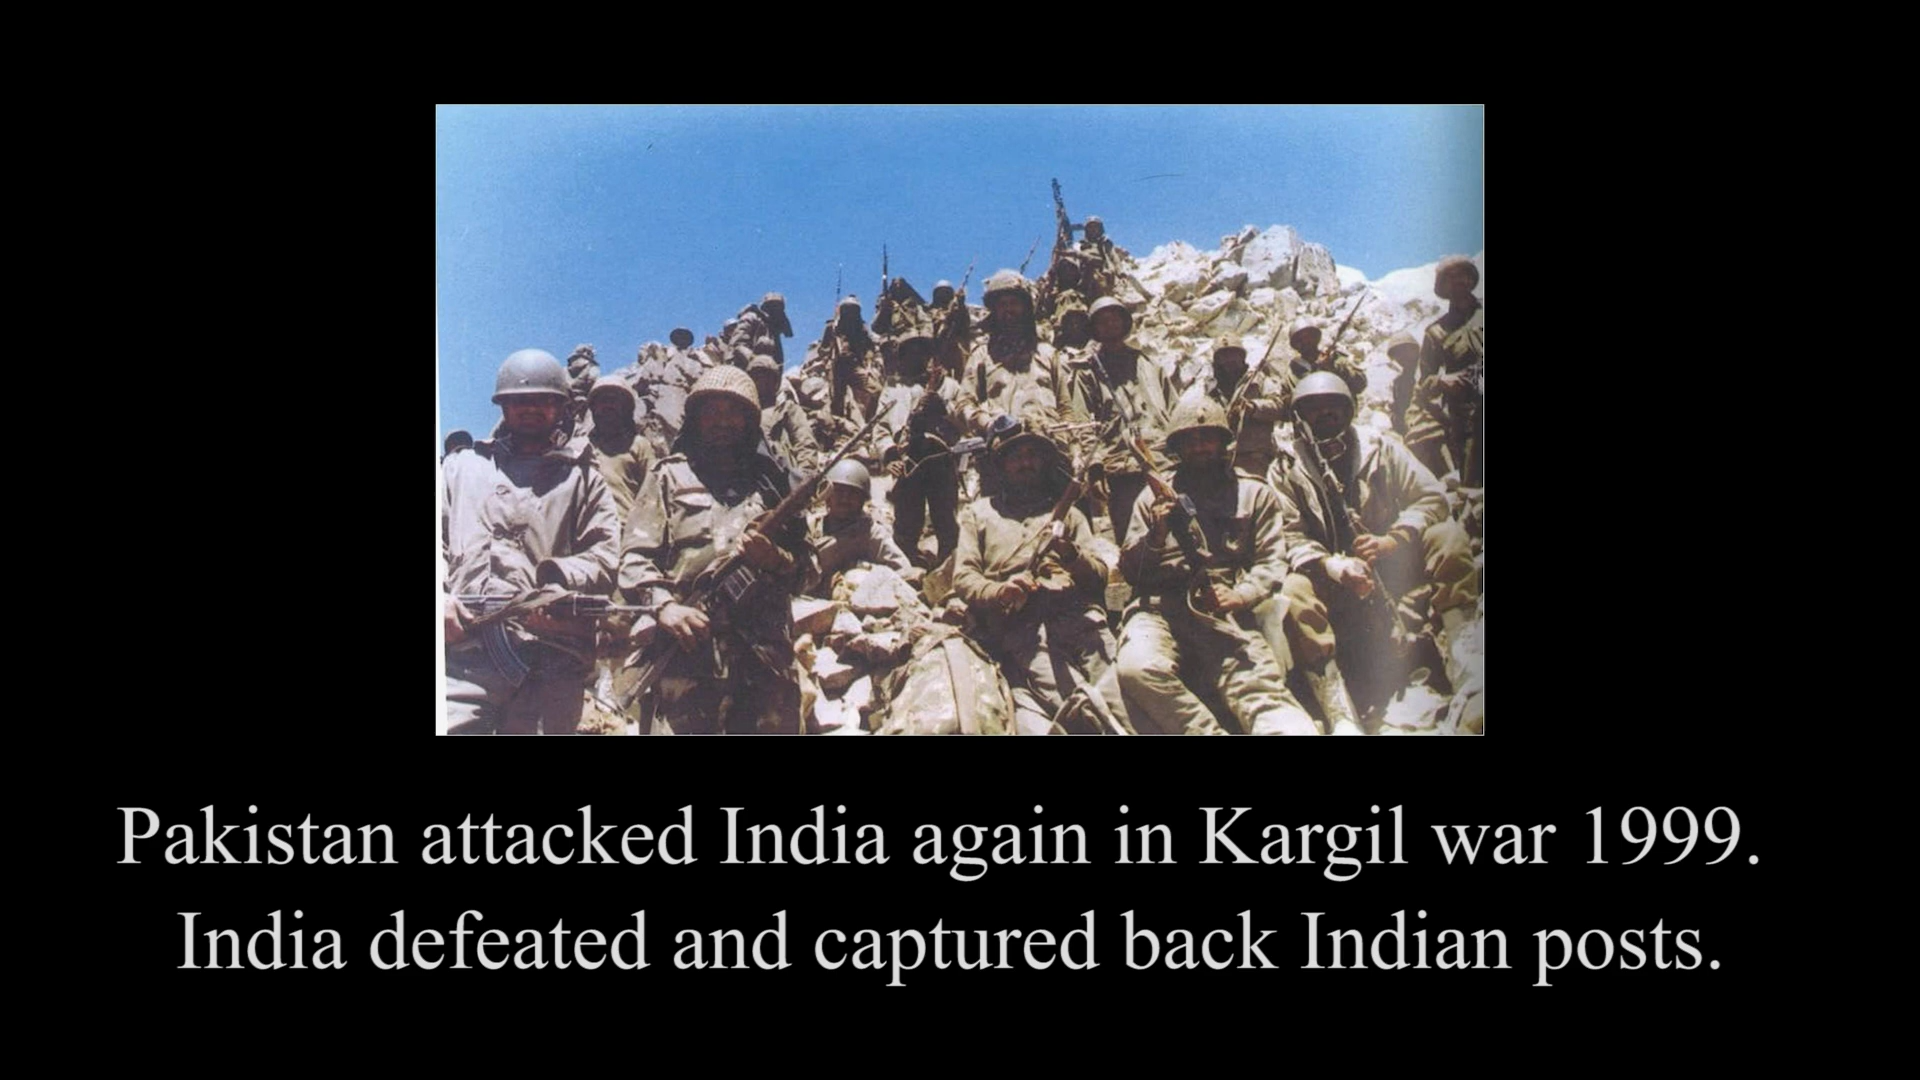 Pakistan attacked India again in Kargil war 1999.
India defeated and captured back Indian posts.